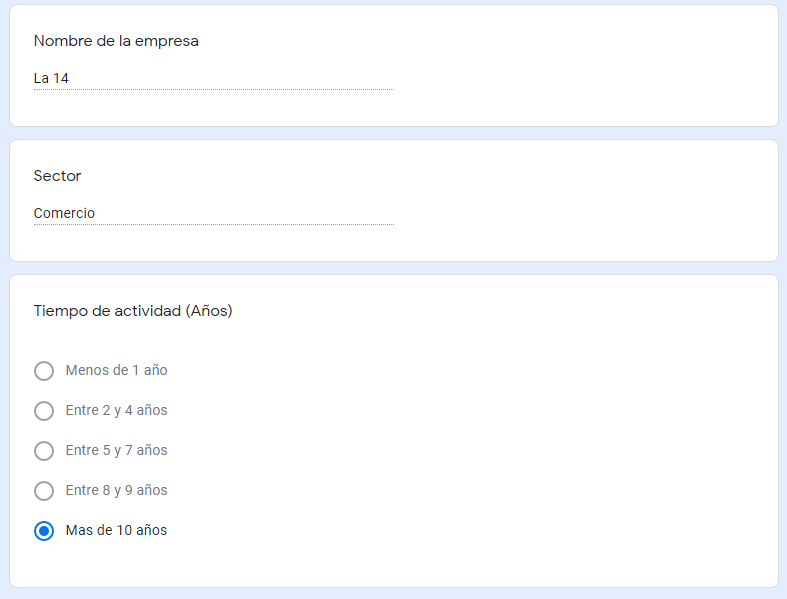 Nombre de la empresa
La 14
Sector
Comercio
Tiempo de actividad (Años)
Menos de 1 año
Entre 2 y 4 años
Entre 5 y 7 años
Entre 8 y 9 años
Mas de 10 años